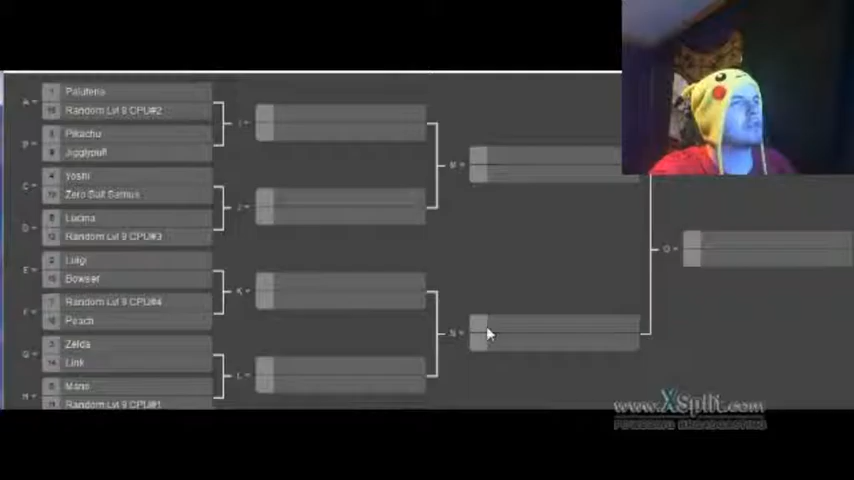 A
1 Palutena
Random Lvl 9 CPU#2
Pikachu
Jigglypuff
C
Yoshi
Zero Suit Samus
D
Lucina
Random Lvl 9 CPU#3
E
Luigi
Bowser
F
Random Lvl 9 CPU#4
Peach
G
Zelda
Link
H
Mario
Random Lvl 9 CPU#1
I
J
K
L
M
N
O
www.XSplit.com